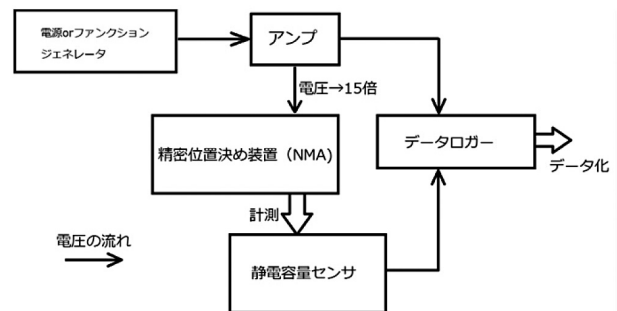 電源orファンクション
ジェネレータ
アンプ
電圧→15倍
精密位置決め装置（NMA)
データロガー
データ化
計測
電圧の流れ
静電容量センサ